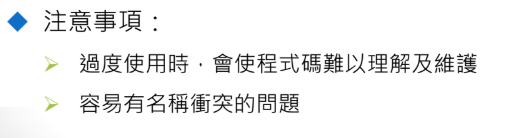 注意事項：
過度使用時，會使程式碼難以理解及維護
容易有名稱衝突的問題